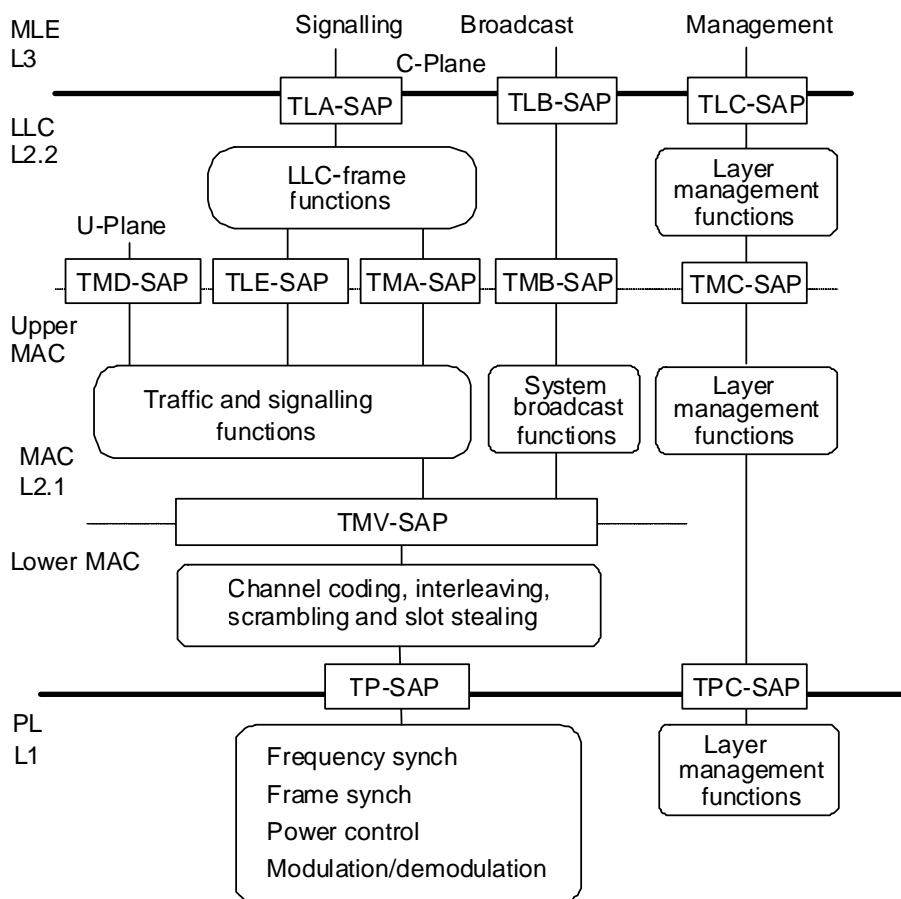 MLE
L3
Signalling
Broadcast
Management
C-Plane
TLA-SAP
TLB-SAP
TLC-SAP
LLC
L2.2
LLC-frame
functions
Layer
management
functions
U-Plane
TMD-SAP
TLE-SAP
TMA-SAP
TMB-SAP
TMC-SAP
Upper
MAC
Traffic and signalling
functions
System
broadcast
functions
Layer
management
functions
MAC
L2.1
TMV-SAP
Lower MAC
Channel coding, interleaving,
scrambling and slot stealing
TP-SAP
TPC-SAP
PL
L1
Frequency synch
Frame synch
Power control
Modulation/demodulation
Layer
management
functions